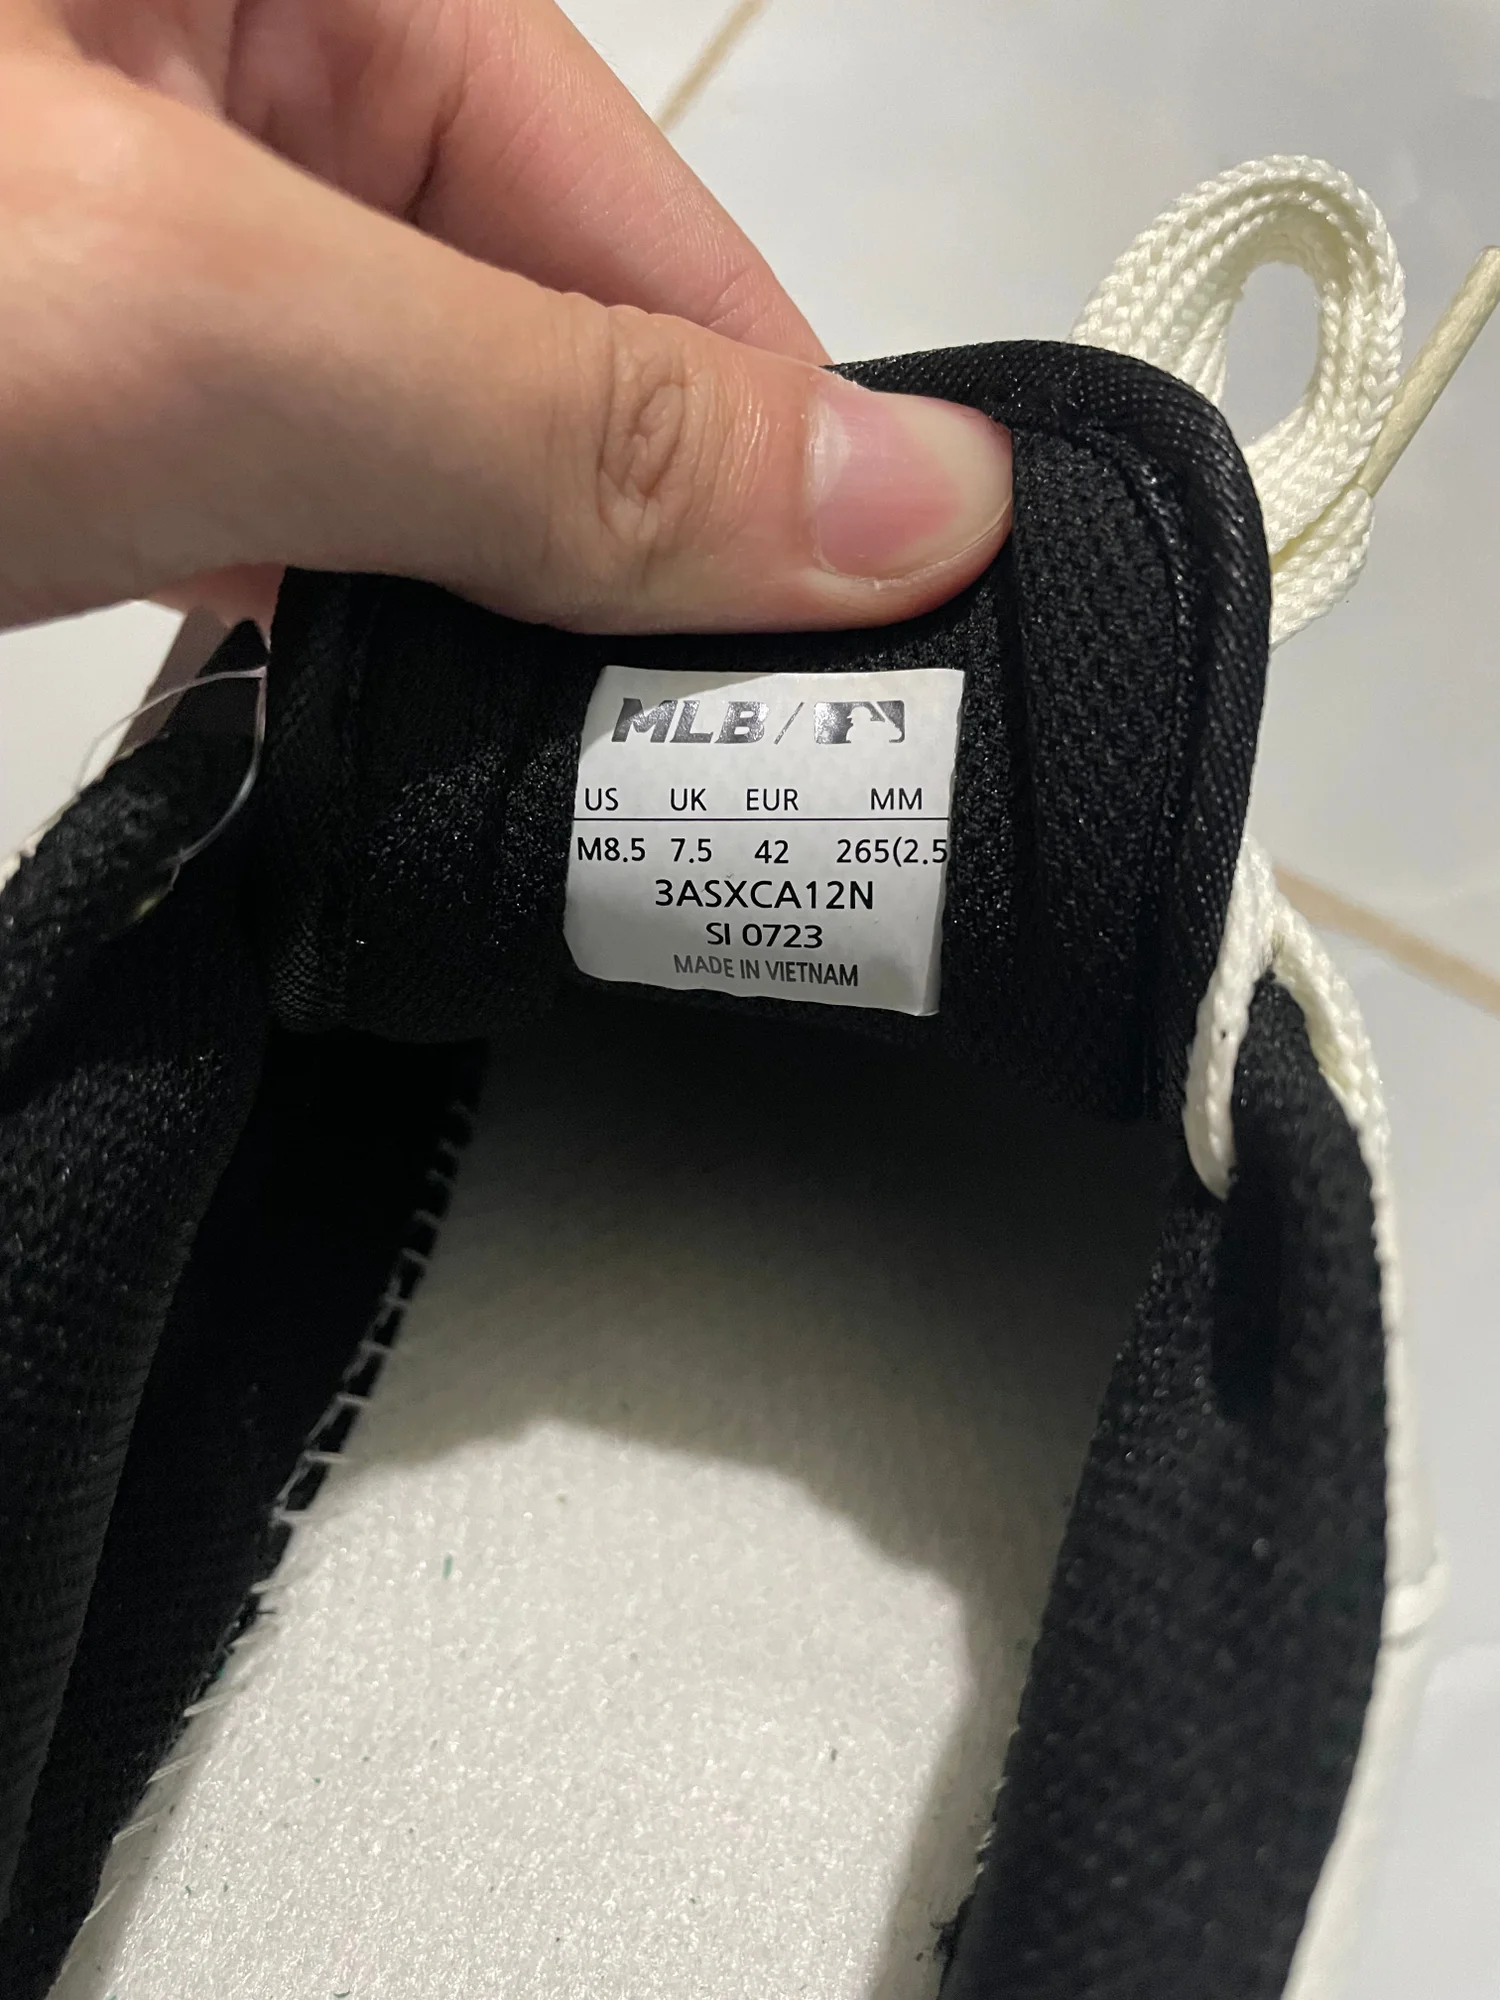 MLB/
US UK EUR MM
M8.5 7.5 42 265(2.5
3ASXCA12N
SI 0723
MADE IN VIETNAM